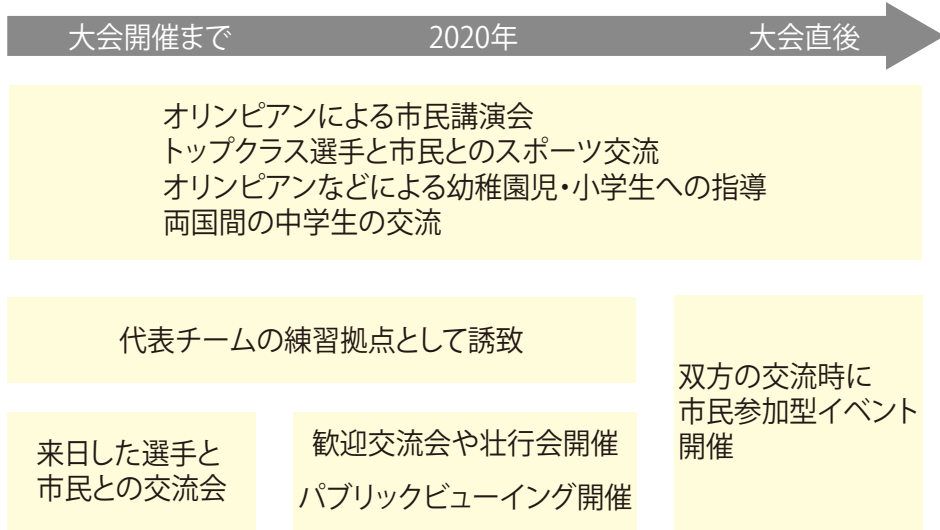 大会開催まで
2020年
大会直後
オリンピアンによる市民講演会
トップクラス選手と市民とのスポーツ交流
オリンピアンなどによる幼稚園児・小学生への指導
両国間の中学生の交流
代表チームの練習拠点として誘致
双方の交流時に
市民参加型イベント
開催
来日した選手と
市民との交流会
歓迎交流会や壮行会開催
パブリックビューイング開催